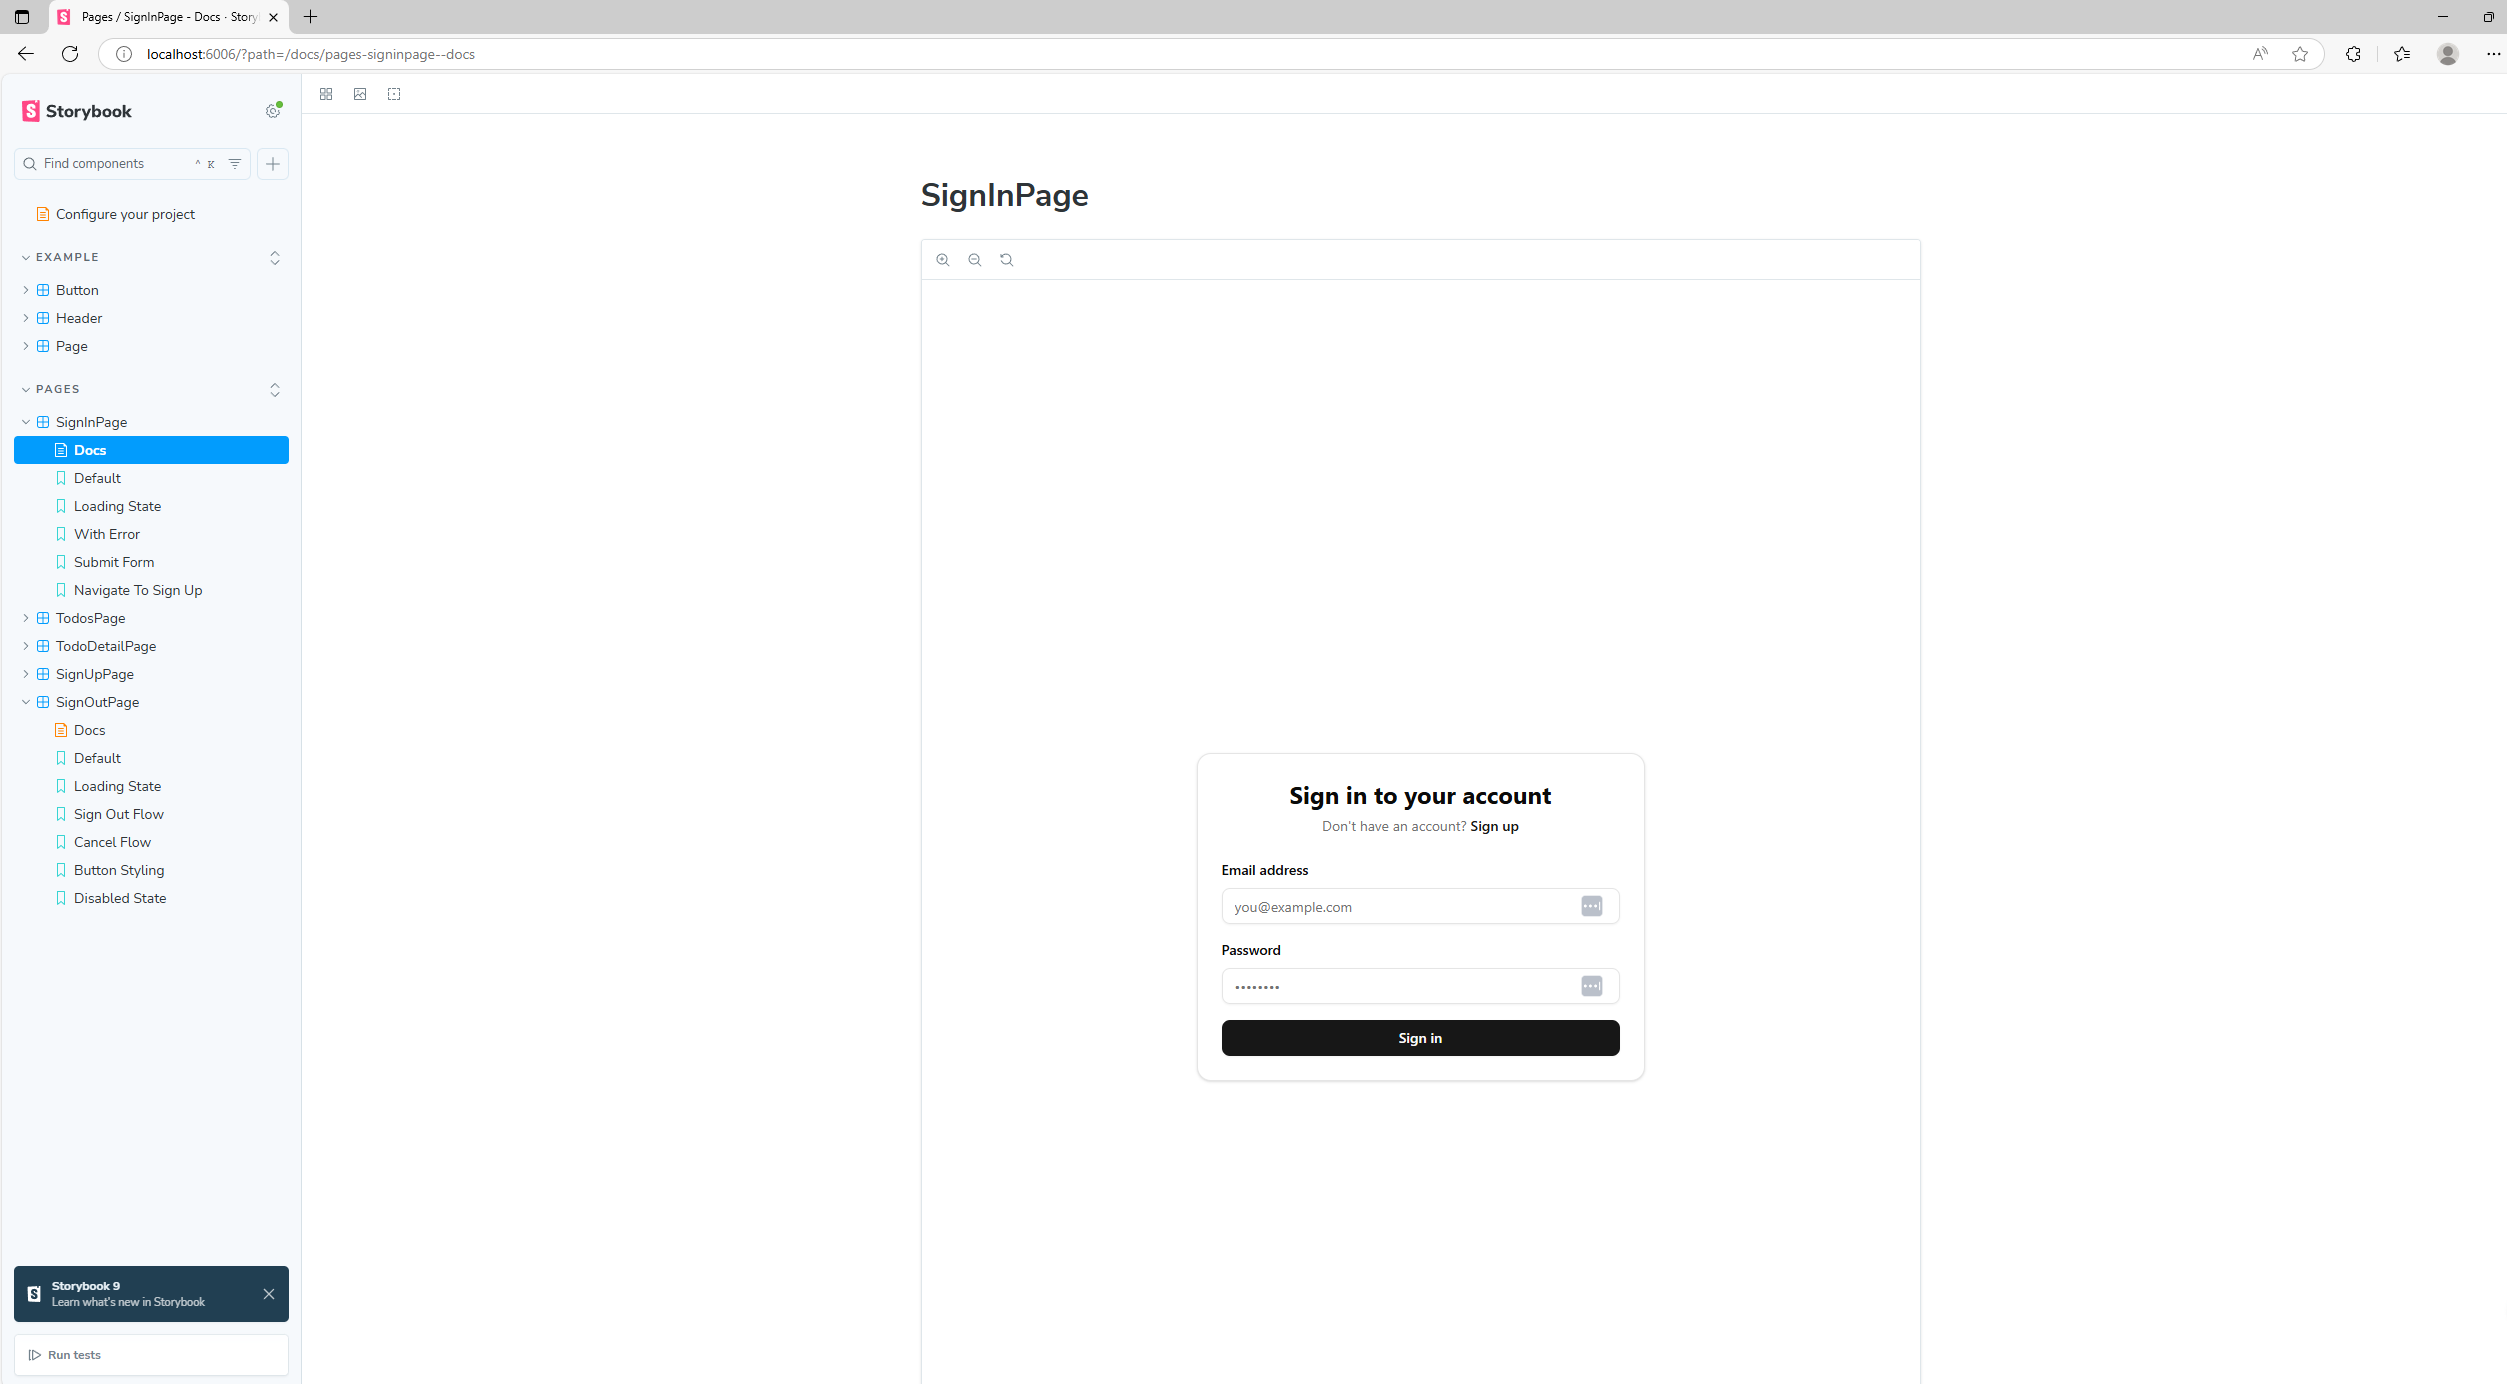 Pages / SignInPage - Docs · Story
localhost:6006/?path=/docs/pages-signinpage--docs
Storybook
Find components
^ K
Configure your project
EXAMPLE
Button
Header
Page
PAGES
SignInPage
Docs
Default
Loading State
With Error
Submit Form
Navigate To Sign Up
TodosPage
TodoDetailPage
SignUpPage
SignOutPage
Docs
Default
Loading State
Sign Out Flow
Cancel Flow
Button Styling
Disabled State
Storybook 9
Learn what's new in Storybook
Run tests
SignInPage
Sign in to your account
Don't have an account? Sign up
Email address
you@example.com
Password
••••••••
Sign in